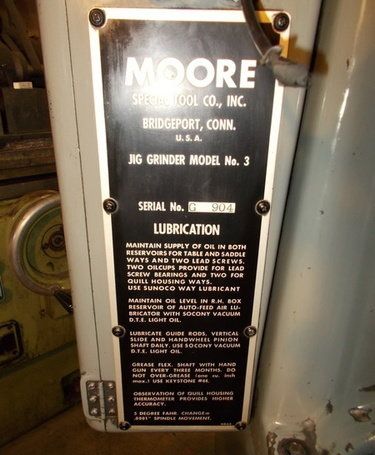 MOORE
SPECIAL TOOL CO., INC.
BRIDGEPORT, CONN.
U.S.A.
JIG GRINDER MODEL No. 3
SERIAL No. G 904
LUBRICATION
MAINTAIN SUPPLY OF OIL IN BOTH
RESERVOIRS FOR TABLE AND SADDLE
WAYS AND TWO LEAD SCREWS.
TWO OILCUPS PROVIDE FOR LEAD
SCREW BEARINGS AND TWO FOR
QUILL HOUSING WAYS.
USE SUNOCO WAY LUBRICANT
MAINTAIN OIL LEVEL IN R.H. BOX
RESERVOIR OF AUTO-FEED AIR LU-
BRICATOR WITH SOCONY VACUUM
D.T.E. LIGHT OIL.
LUBRICATE GUIDE RODS, VERTICAL
SLIDE AND HANDWHEEL PINION
SHAFT DAILY. USE SOCONY VACUUM
D.T.E. LIGHT OIL.
GREASE FLEX. SHAFT WITH HAND
GUN EVERY THREE MONTHS. DO
NOT OVER-GREASE (one cu. inch
max.) USE KEYSTONE
OBSERVATION OF QUILL HOUSING
THERMOMETER PROVIDES HIGHER
ACCURACY.
5 DEGREE FAHR. CHANGE=
.0001" SPINDLE MOVEMENT.